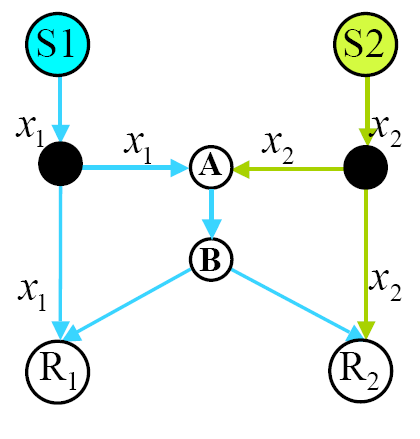 S1 S2
x₁ x₁ x₂ x₂
A
B
x₁ x₂
R₁ R₂